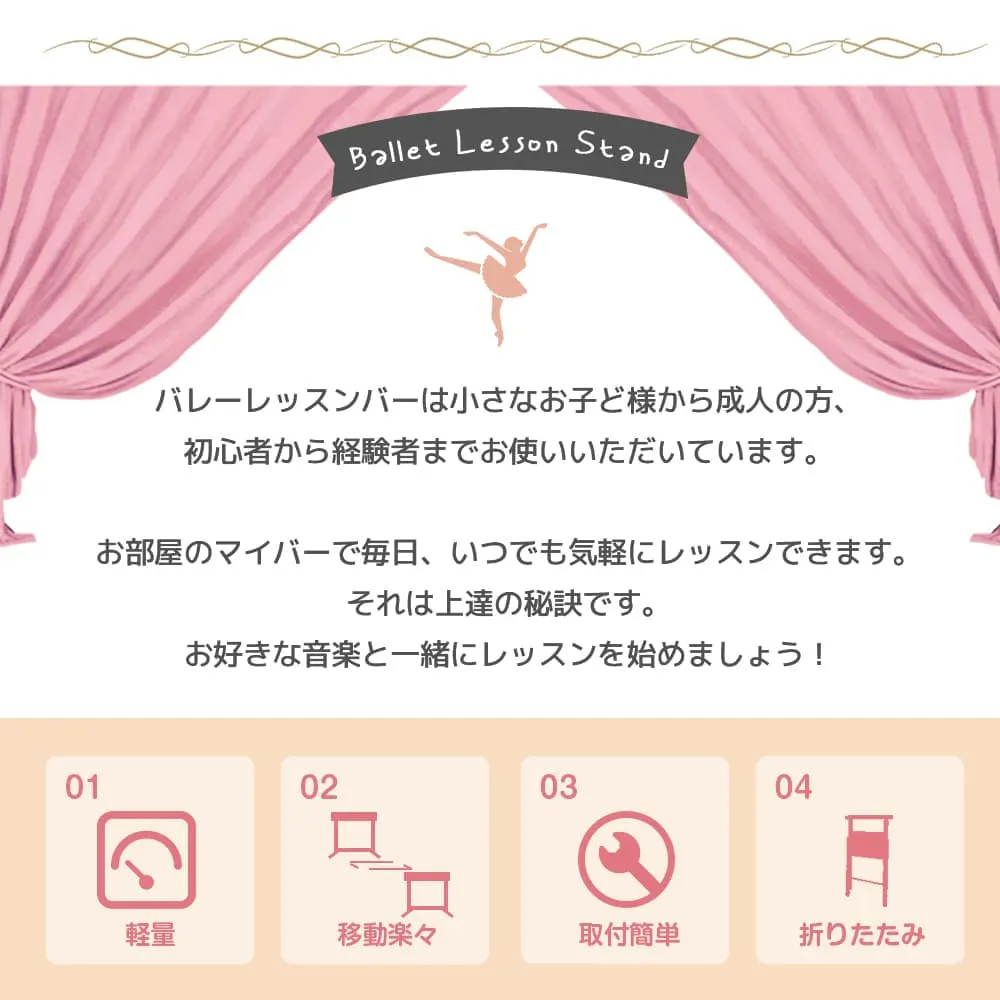 Ballet Lesson Stand
バレーレッスンバーは小さなお子ど様から成人の方、
初心者から経験者までお使いいただいています。
お部屋のマイバーで毎日、いつでも気軽にレッスンできます。
それは上達の秘訣です。
お好きな音楽と一緒にレッスンを始めましょう！
01
軽量
02
移動楽々
03
取付簡単
04
折りたたみ